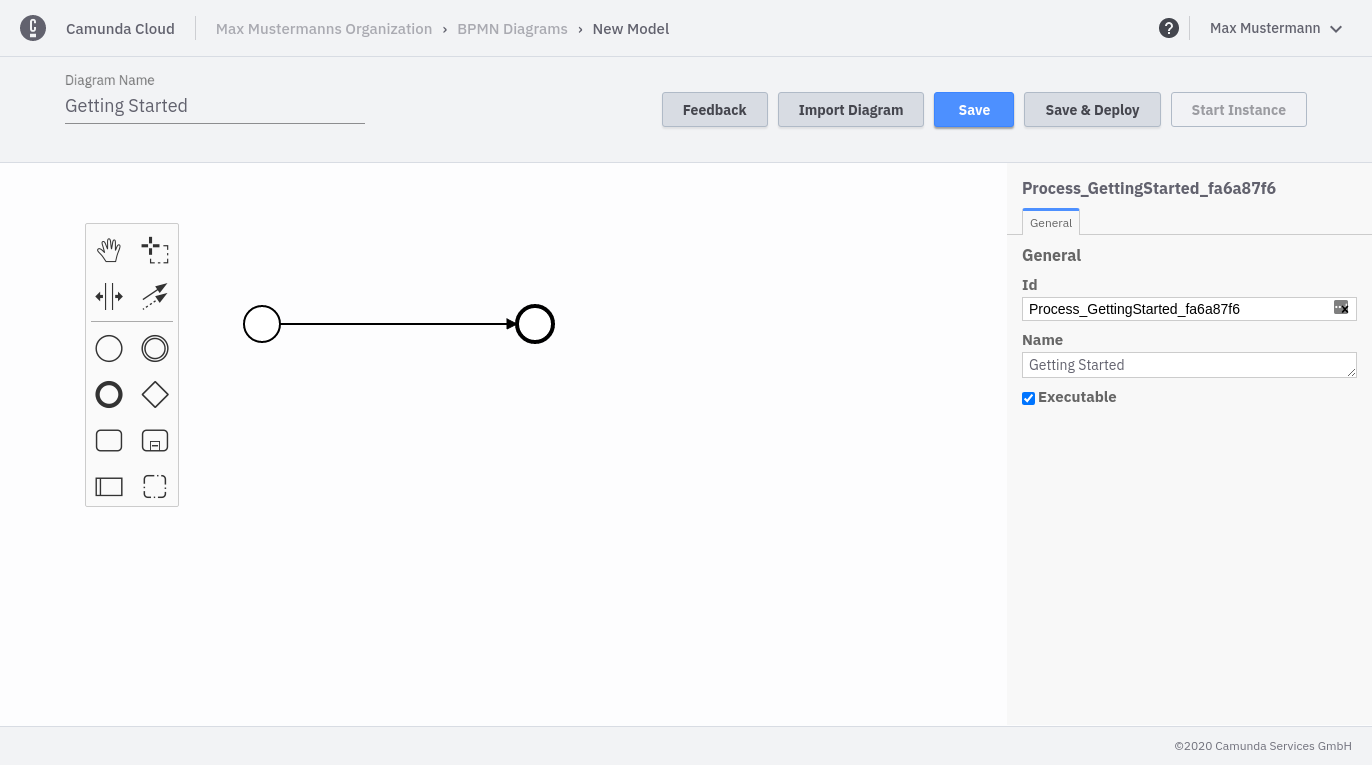 Camunda Cloud
Max Mustermanns Organization › BPMN Diagrams › New Model
?
Max Mustermann
Diagram Name
Getting Started
Feedback
Import Diagram
Save
Save & Deploy
Start Instance
Process_GettingStarted_fa6a87f6
General
General
Id
Process_GettingStarted_fa6a87f6
Name
Getting Started
Executable
©2020 Camunda Services GmbH